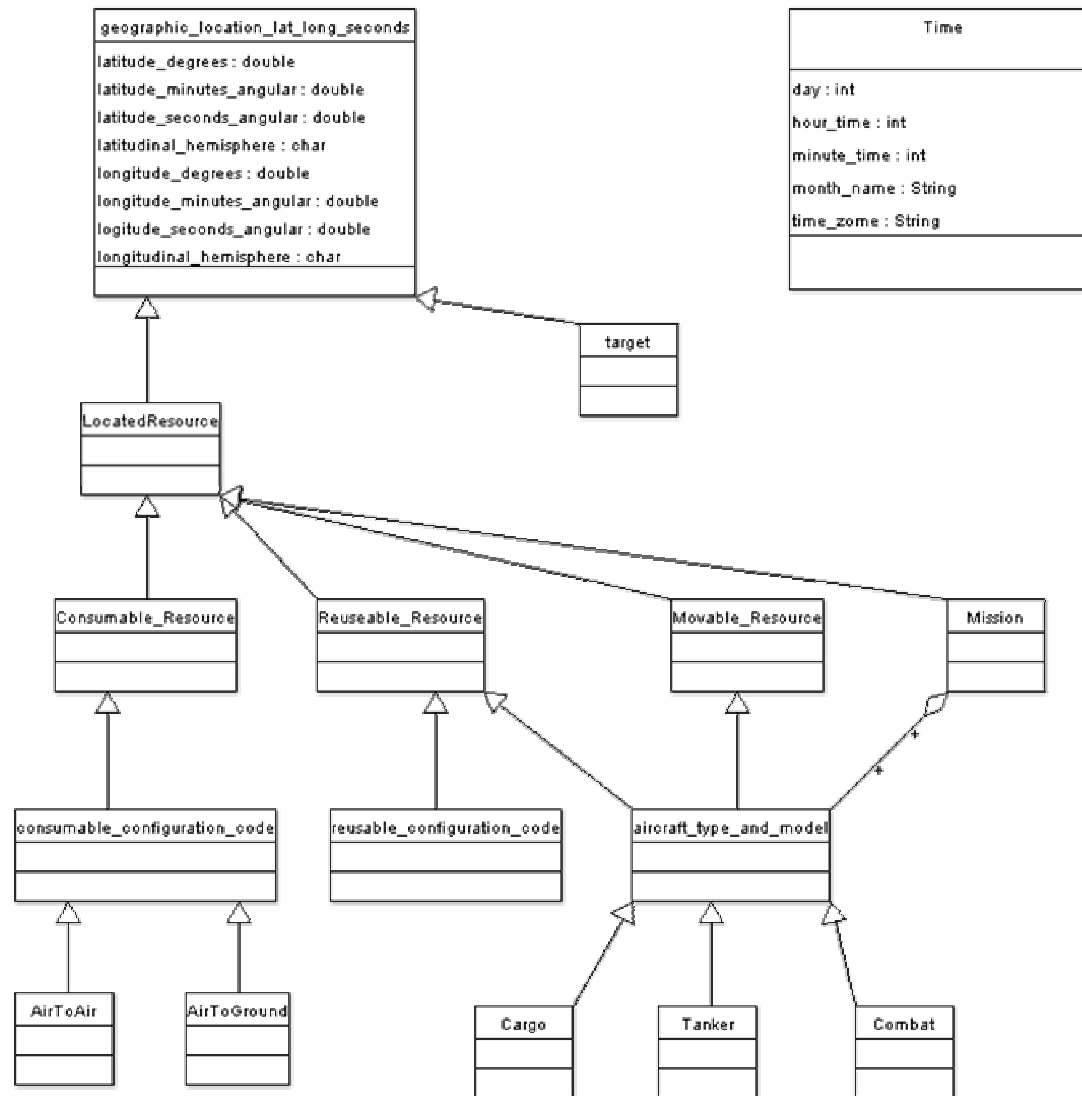 geographic_location_lat_long_seconds
latitude_degrees : double
latitude_minutes_angular : double
latitude_seconds_angular : double
latitudinal_hemisphere : char
longitude_degrees : double
longitude_minutes_angular : double
logitude_seconds_angular : double
longitudinal_hemisphere : char
Time
day : int
hour_time : int
minute_time : int
month_name : String
time_zome : String
target
LocatedResource
Consumable_Resource
Reuseable_Resource
Movable_Resource
Mission
*
*
consumable_configuration_code
reusable_configuration_code
aircraft_type_and_model
AirToAir
AirToGround
Cargo
Tanker
Combat